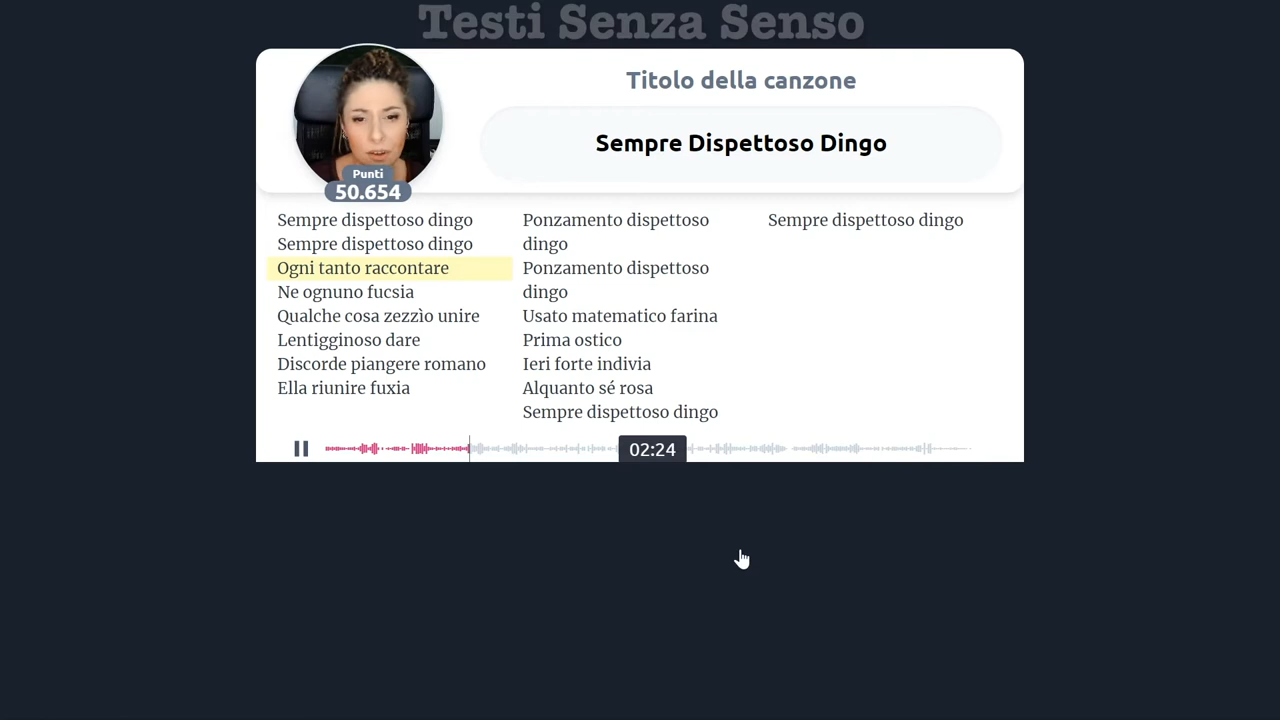 Testi Senza Senso
Titolo della canzone
Sempre Dispettoso Dingo
Punti
50.654
Sempre dispettoso dingo
Sempre dispettoso dingo
Ogni tanto raccontare
Ne ognuno fucsia
Qualche cosa zezzìo unire
Lentigginoso dare
Discorde piangere romano
Ella riunire fuxia
Ponzamento dispettoso
dingo
Ponzamento dispettoso
dingo
Usato matematico farina
Prima ostico
Ieri forte indivia
Alquanto sé rosa
Sempre dispettoso dingo
Sempre dispettoso dingo
02:24